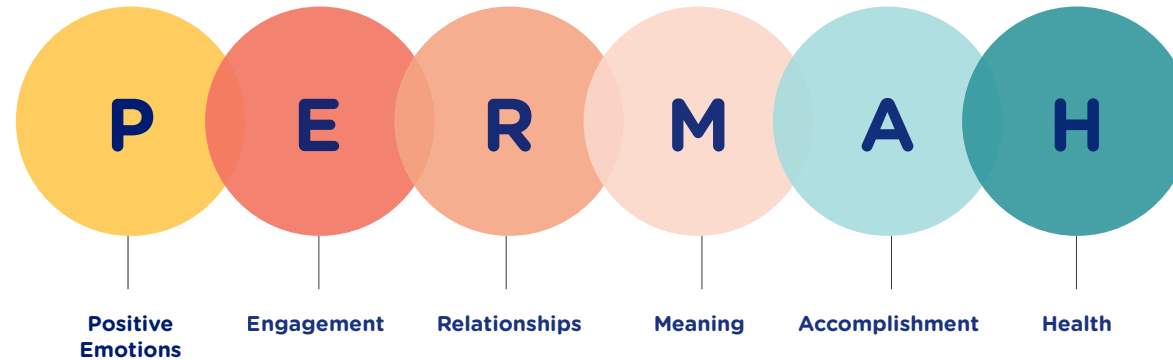 P E R M A H
Positive Emotions
Engagement
Relationships
Meaning
Accomplishment
Health